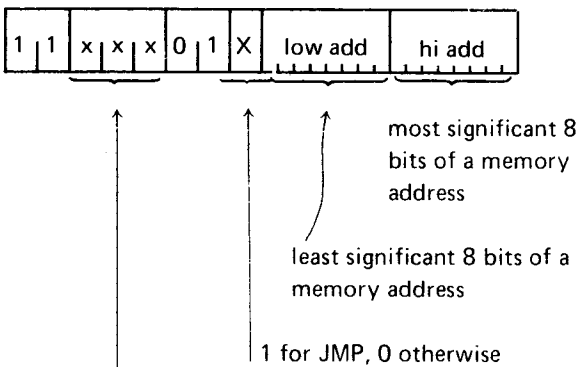 1 1 x x x 0 1 X low add hi add
most significant 8
bits of a memory
address
least significant 8 bits of a
memory address
1 for JMP, 0 otherwise